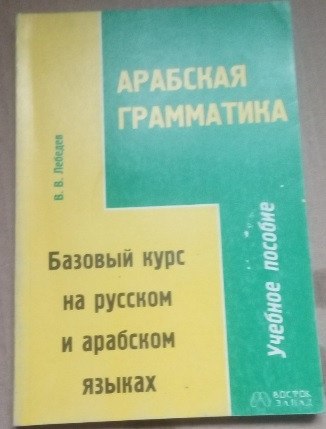 АРАБСКАЯ
ГРАММАТИКА
В. В. Лебедев
Базовый курс
на русском
и арабском
языках
Учебное пособие
ВОСТОК
ЗАПАД